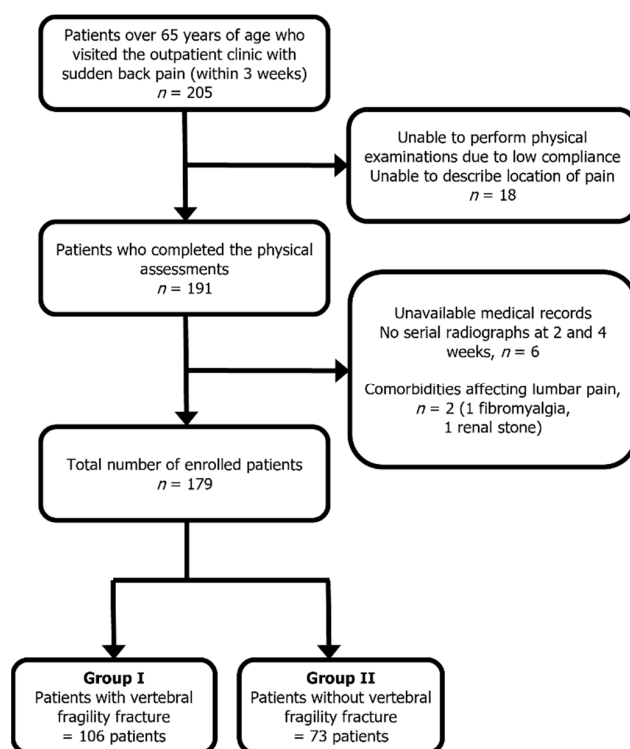 Patients over 65 years of age who
visited the outpatient clinic with
sudden back pain (within 3 weeks)
n = 205
Unable to perform physical
examinations due to low compliance
Unable to describe location of pain
n = 18
Patients who completed the physical
assessments
n = 191
Unavailable medical records
No serial radiographs at 2 and 4
weeks, n = 6
Comorbidities affecting lumbar pain,
n = 2 (1 fibromyalgia,
1 renal stone)
Total number of enrolled patients
n = 179
Group I
Patients with vertebral
fragility fracture
= 106 patients
Group II
Patients without vertebral
fragility fracture
= 73 patients